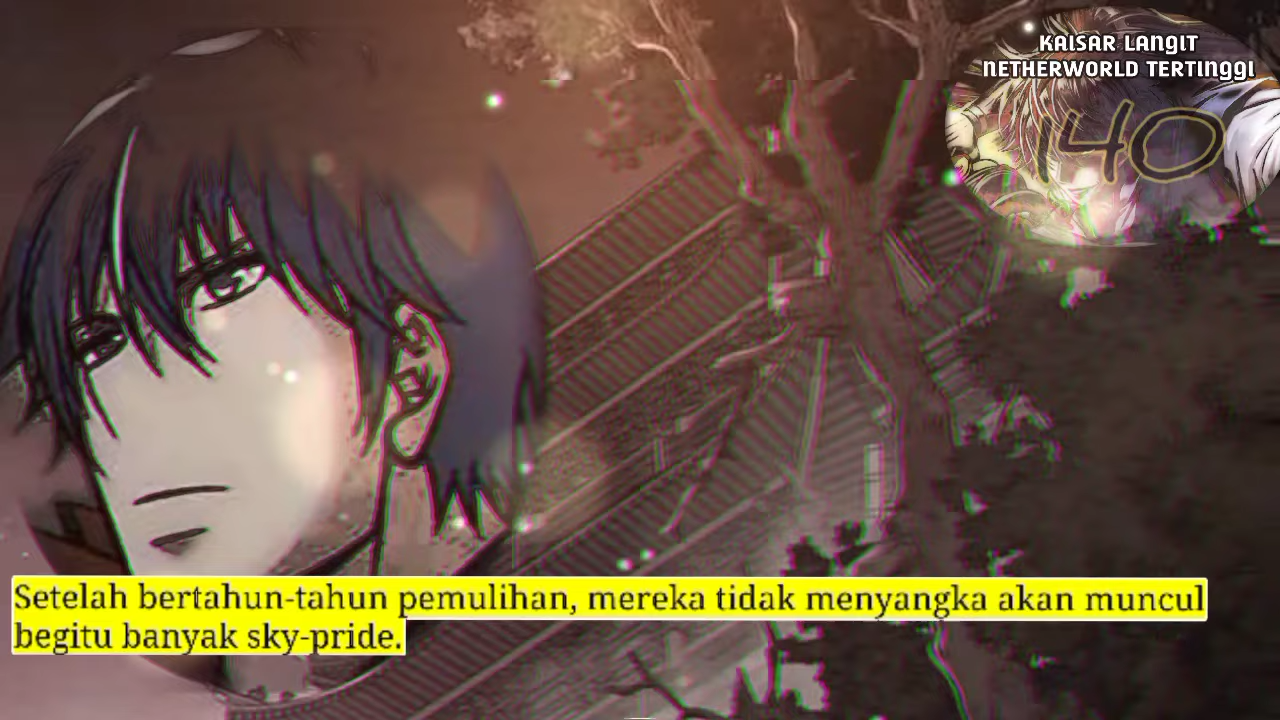 KAISAR LANGIT
NETHERWORLD TERTINGGI
140
Setelah bertahun-tahun pemulihan, mereka tidak menyangka akan muncul
begitu banyak sky-pride.